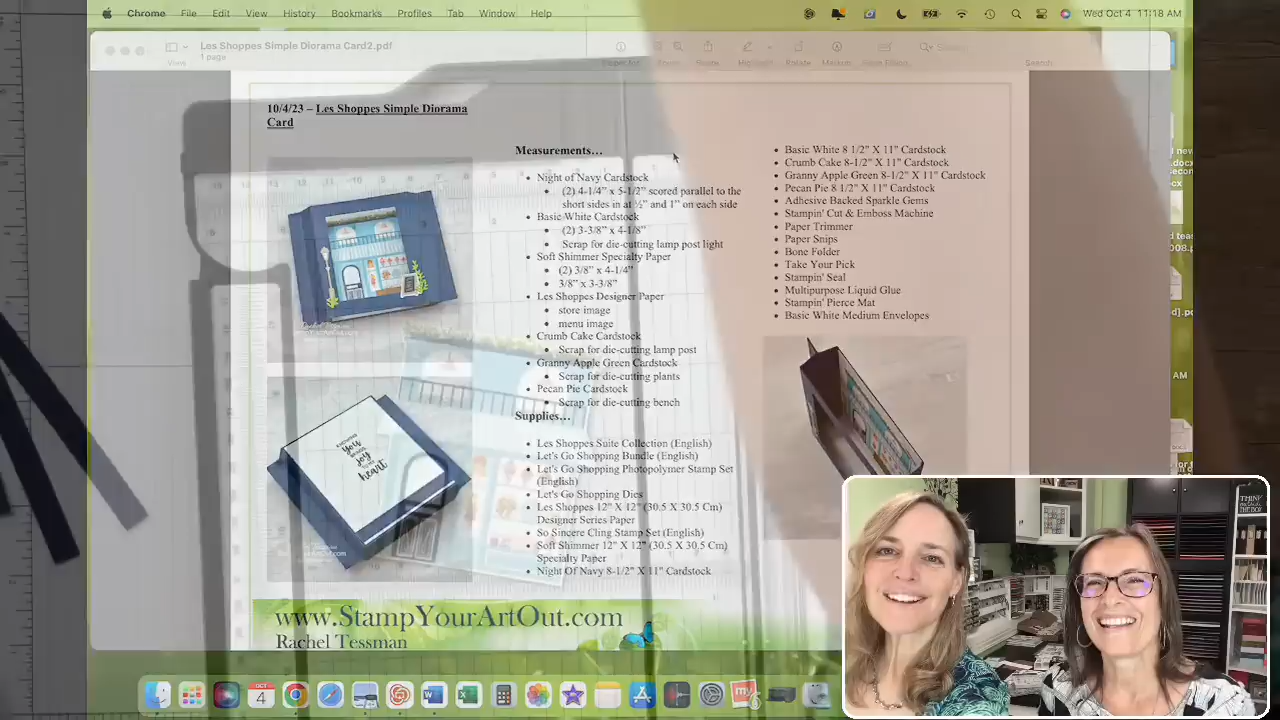 Chrome File Edit View History Bookmarks Profiles Tab Window Help
Wed Oct 4 11:18 AM
Les Shoppes Simple Diorama Card2.pdf
1 page
View
Search
10/4/23 – Les Shoppes Simple Diorama
Card
Measurements…
Night of Navy Cardstock
(2) 4-1/4" x 5-1/2" scored parallel to the
short sides in at ½" and 1" on each side
Basic White Cardstock
(2) 3-3/8" x 4-1/8"
Scrap for die-cutting lamp post light
Soft Shimmer Specialty Paper
(2) 3/8" x 4-1/4"
3/8" x 3-3/8"
Les Shoppes Designer Paper
store image
menu image
Crumb Cake Cardstock
Scrap for die-cutting lamp post
Granny Apple Green Cardstock
Scrap for die-cutting plants
Pecan Pie Cardstock
Scrap for die-cutting bench
Supplies…
Les Shoppes Suite Collection (English)
Let's Go Shopping Bundle (English)
Let's Go Shopping Photopolymer Stamp Set
(English)
Let's Go Shopping Dies
Les Shoppes 12" X 12" (30.5 X 30.5 Cm)
Designer Series Paper
So Sincere Cling Stamp Set (English)
Soft Shimmer 12" X 12" (30.5 X 30.5 Cm)
Specialty Paper
Night Of Navy 8-1/2" X 11" Cardstock
Basic White 8 1/2" X 11" Cardstock
Crumb Cake 8-1/2" X 11" Cardstock
Granny Apple Green 8-1/2" X 11" Cardstock
Pecan Pie 8 1/2" X 11" Cardstock
Adhesive Backed Sparkle Gems
Stampin' Cut & Emboss Machine
Paper Trimmer
Paper Snips
Bone Folder
Take Your Pick
Stampin' Seal
Multipurpose Liquid Glue
Stampin' Pierce Mat
Basic White Medium Envelopes
you
joy
heart
www.StampYourArtOut.com
Rachel Tessman
OCT
4
THINK
THE BOX
AM